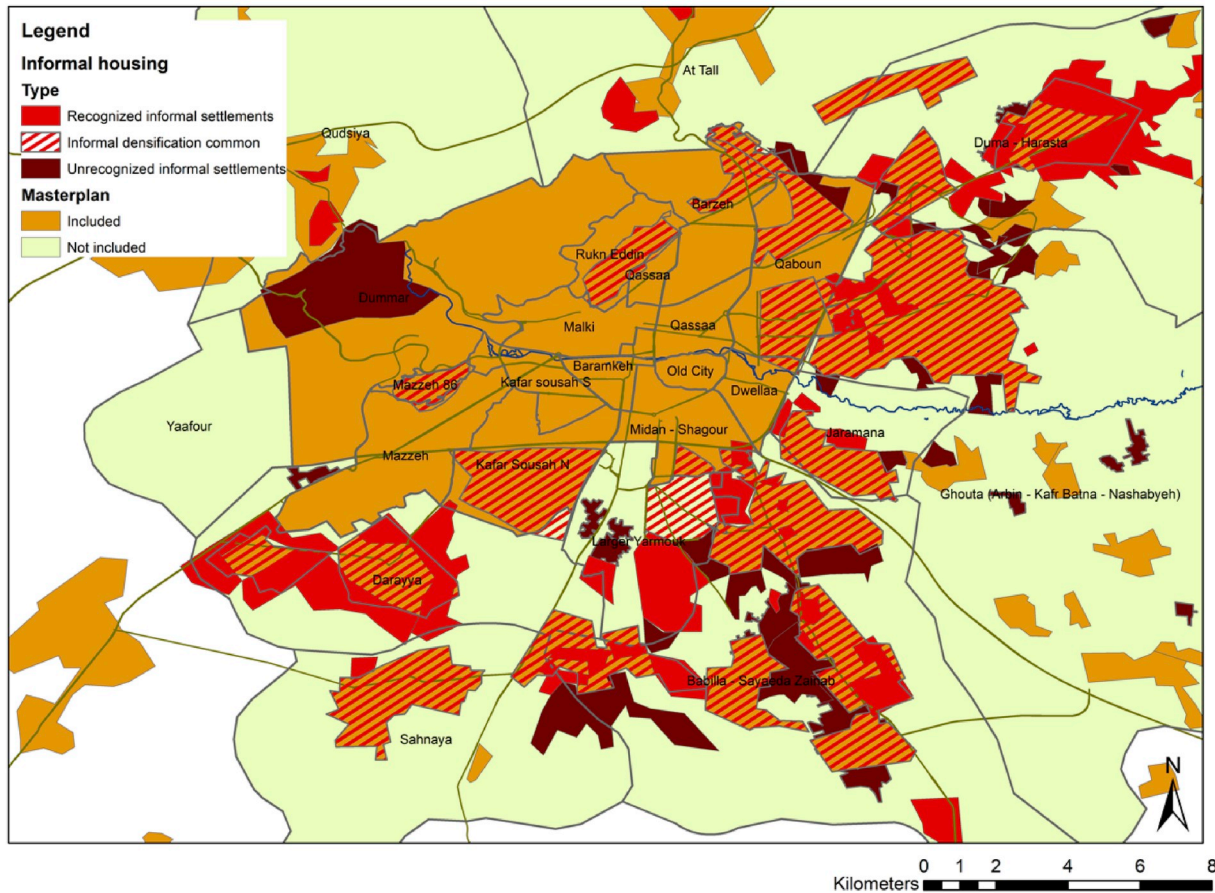 Legend
Informal housing
Type
Recognized informal settlements
Informal densification common
Unrecognized informal settlements
Masterplan
Included
Not included
At Tall
Qudsiya
Duma - Harasta
Barzeh
Rukn Eddin
Qassaa
Qaboun
Dummar
Malki
Qassaa
Baramkeh
Old City
Mazzeh 86
Kafar sousah S
Dwellaa
Yaafour
Midan - Shagour
Jaramana
Mazzeh
Kafar Sousah N
Ghouta (Arbin - Kafr Batna - Nashabyeh)
Larger Yarmouk
Darayya
Babilla - Sayaeda Zainab
Sahnaya
N
0 1 2 4 6 8
Kilometers